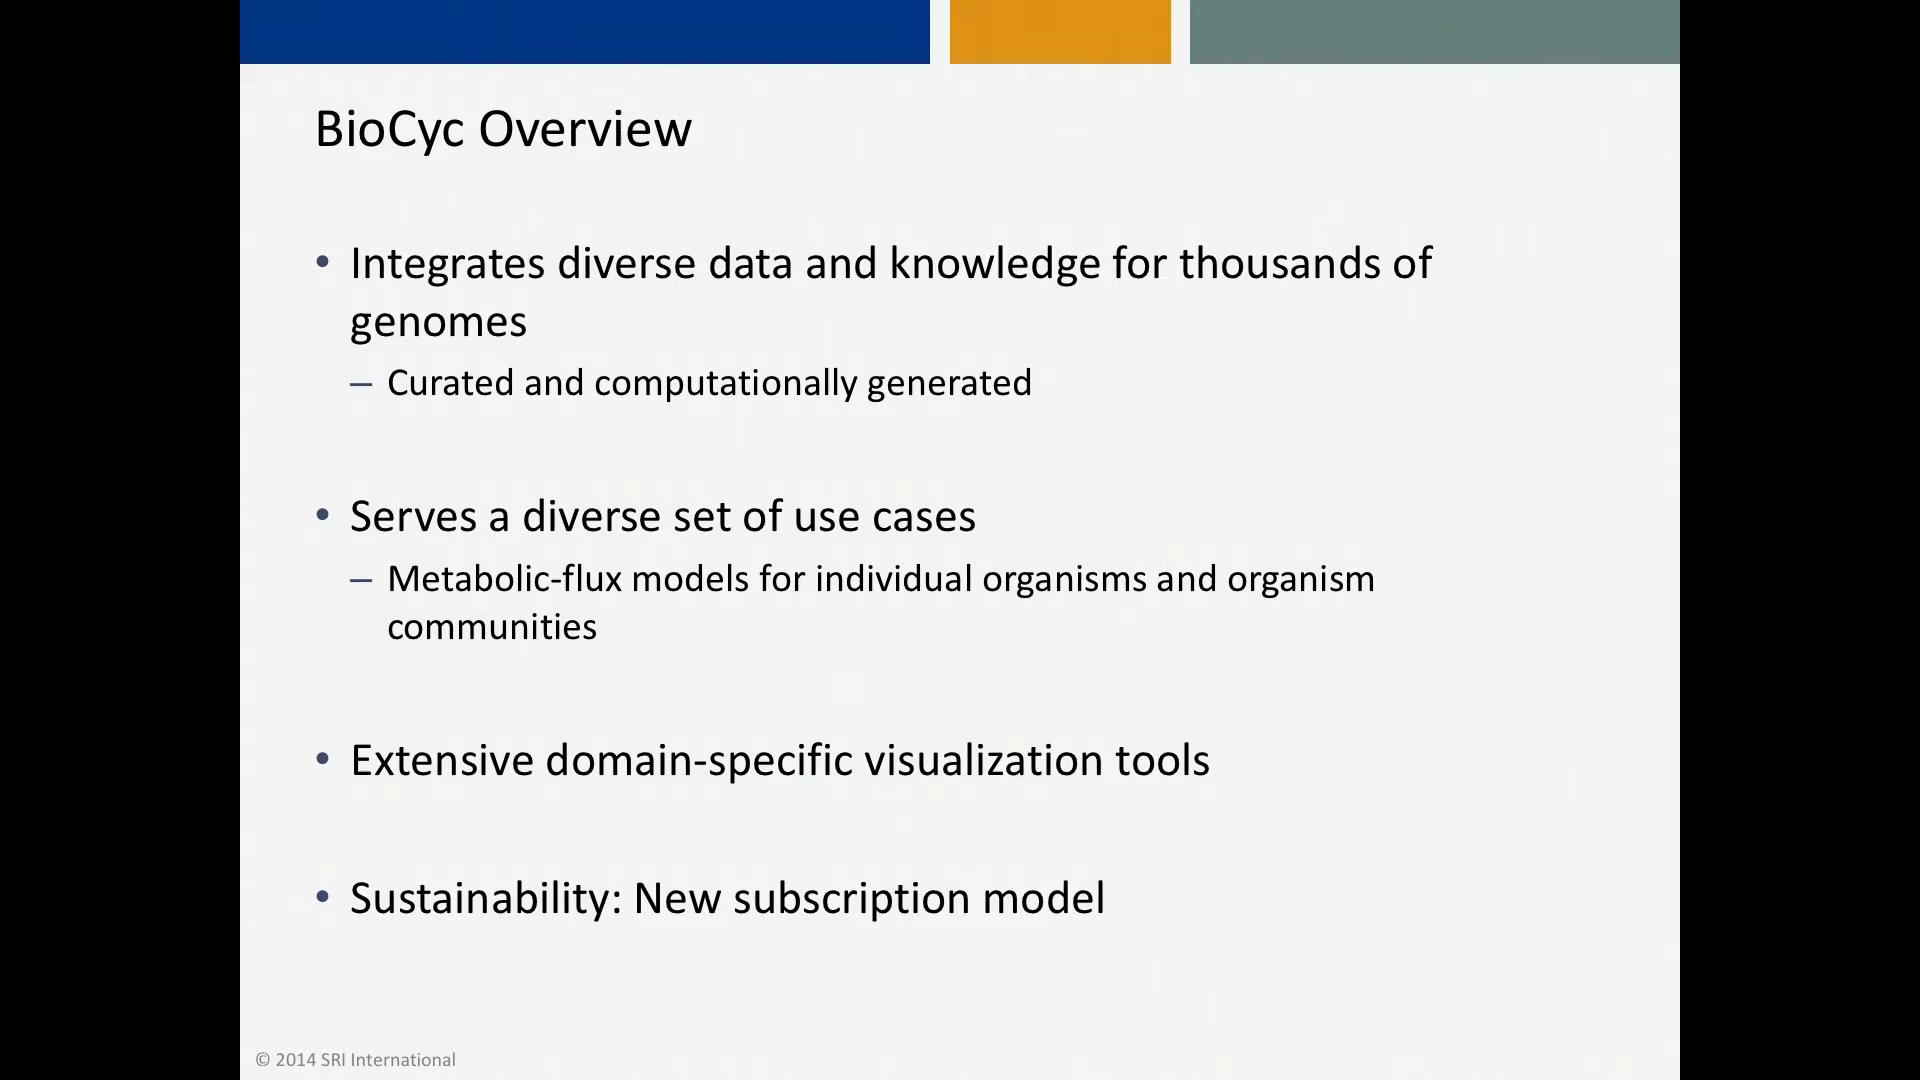 BioCyc Overview
• Integrates diverse data and knowledge for thousands of
genomes
– Curated and computationally generated
• Serves a diverse set of use cases
– Metabolic-flux models for individual organisms and organism
communities
• Extensive domain-specific visualization tools
• Sustainability: New subscription model
© 2014 SRI International